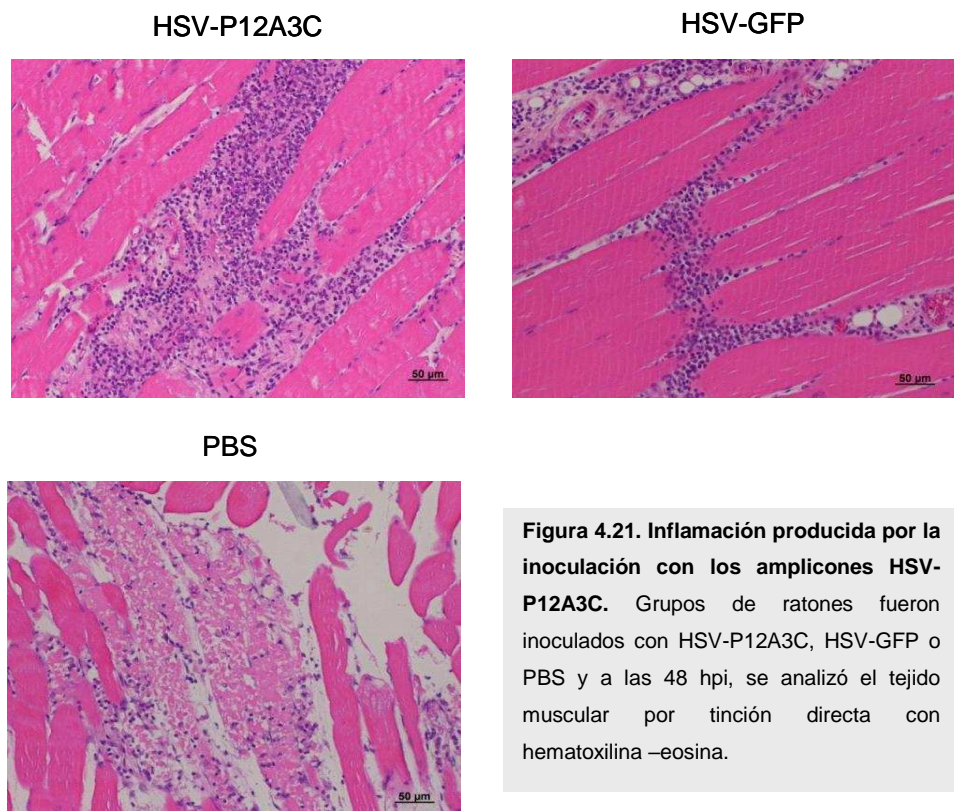 HSV-P12A3C
HSV-GFP
50 µm
50 µm
PBS
50 µm
Figura 4.21. Inflamación producida por la
inoculación con los amplicones HSV-
P12A3C. Grupos de ratones fueron
inoculados con HSV-P12A3C, HSV-GFP o
PBS y a las 48 hpi, se analizó el tejido
muscular por tinción directa con
hematoxilina –eosina.